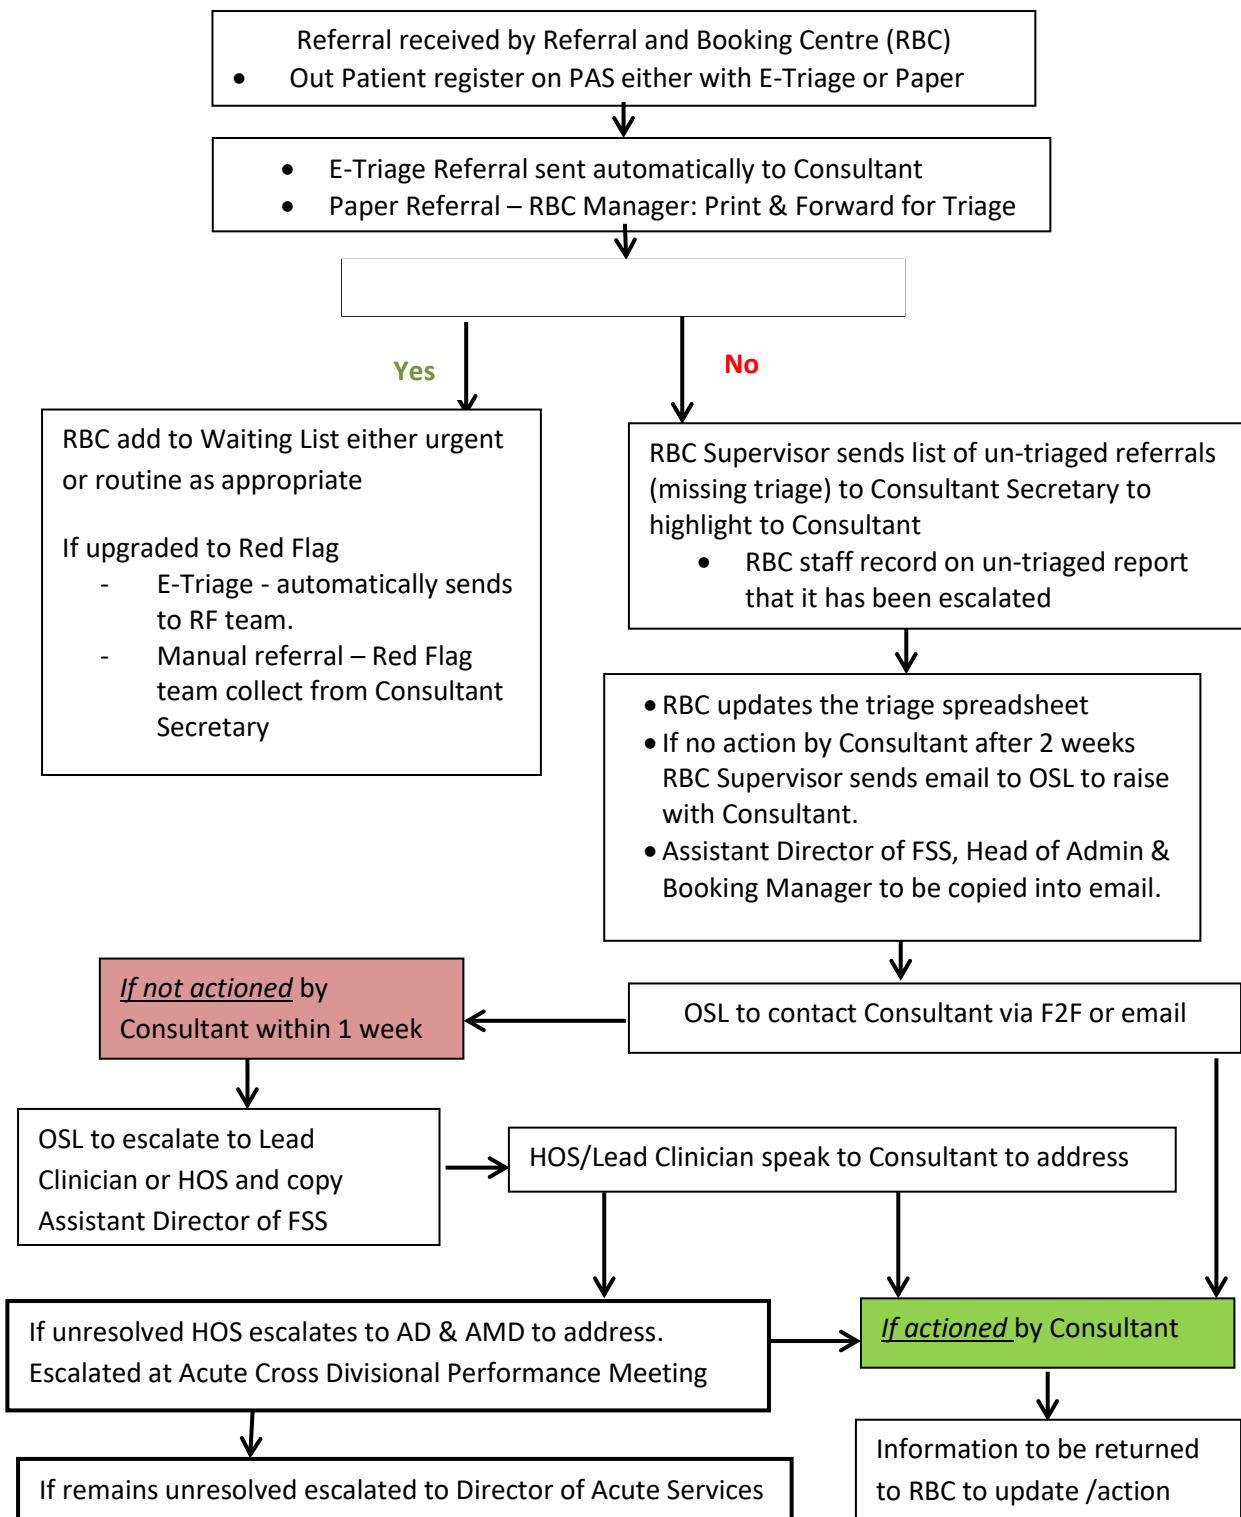 Referral received by Referral and Booking Centre (RBC)
• Out Patient register on PAS either with E-Triage or Paper
• E-Triage Referral sent automatically to Consultant
• Paper Referral – RBC Manager: Print & Forward for Triage
Yes
No
RBC add to Waiting List either urgent
or routine as appropriate
If upgraded to Red Flag
- E-Triage - automatically sends
to RF team.
- Manual referral – Red Flag
team collect from Consultant
Secretary
RBC Supervisor sends list of un-triaged referrals
(missing triage) to Consultant Secretary to
highlight to Consultant
• RBC staff record on un-triaged report
that it has been escalated
• RBC updates the triage spreadsheet
• If no action by Consultant after 2 weeks
RBC Supervisor sends email to OSL to raise
with Consultant.
• Assistant Director of FSS, Head of Admin &
Booking Manager to be copied into email.
OSL to contact Consultant via F2F or email
If not actioned by
Consultant within 1 week
OSL to escalate to Lead
Clinician or HOS and copy
Assistant Director of FSS
HOS/Lead Clinician speak to Consultant to address
If unresolved HOS escalates to AD & AMD to address.
Escalated at Acute Cross Divisional Performance Meeting
If actioned by Consultant
If remains unresolved escalated to Director of Acute Services
Information to be returned
to RBC to update /action